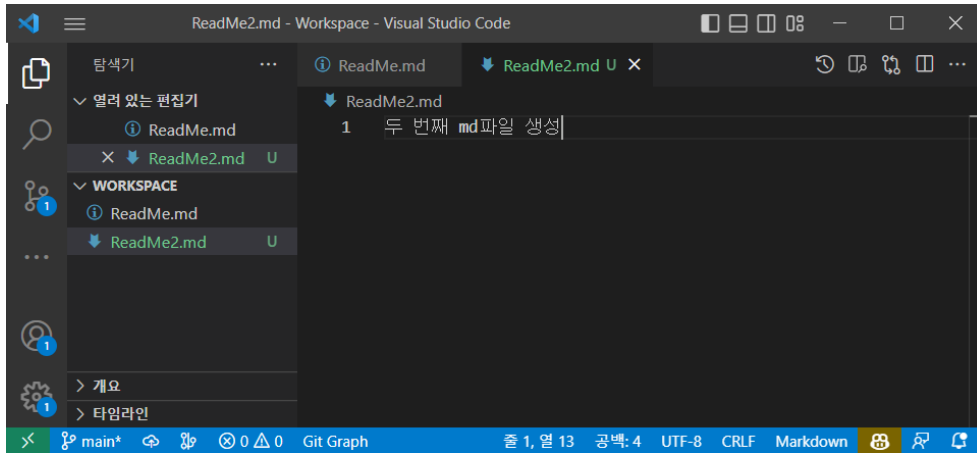 ReadMe2.md - Workspace - Visual Studio Code
탐색기
ReadMe.md
ReadMe2.md U
열려 있는 편집기
ReadMe.md
ReadMe2.md U
WORKSPACE
ReadMe.md
ReadMe2.md U
개요
타임라인
ReadMe2.md
1 두 번째 md파일 생성
1
1
1
main* 0 0 Git Graph 줄 1, 열 13 공백: 4 UTF-8 CRLF Markdown